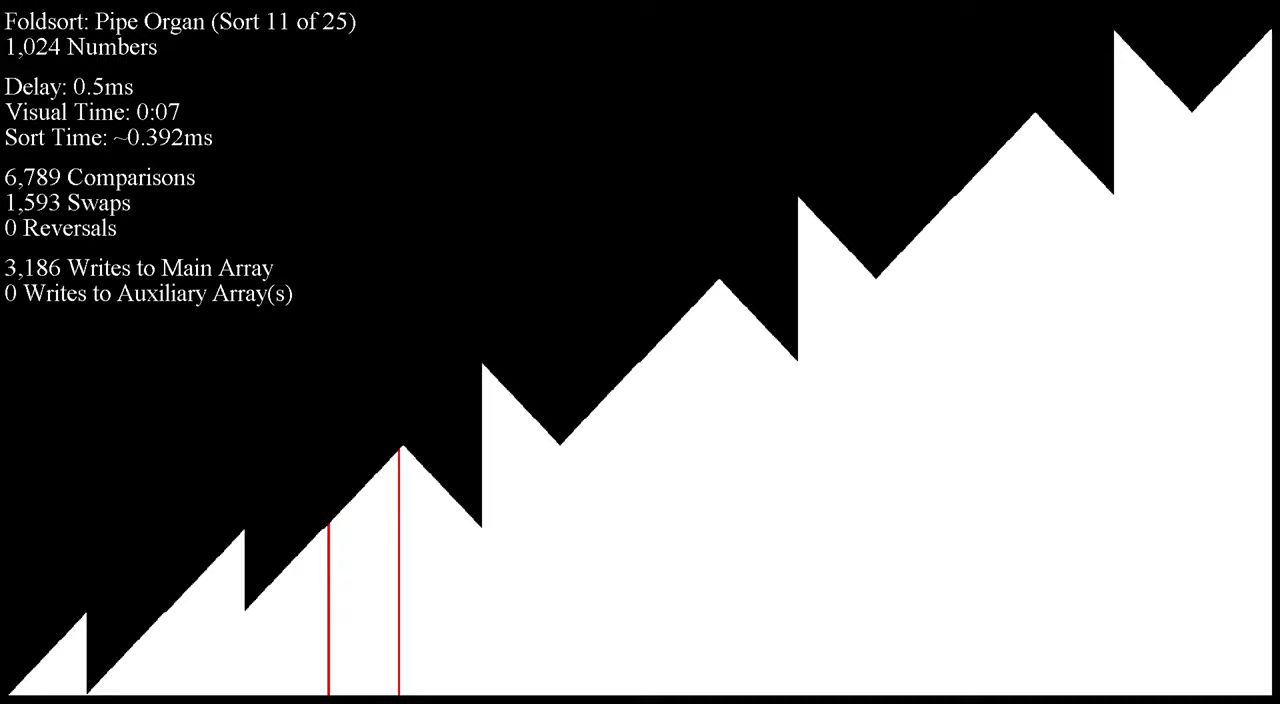 Foldsort: Pipe Organ (Sort 11 of 25)
1,024 Numbers
Delay: 0.5ms
Visual Time: 0:07
Sort Time: ~0.392ms
6,789 Comparisons
1,593 Swaps
0 Reversals
3,186 Writes to Main Array
0 Writes to Auxiliary Array(s)